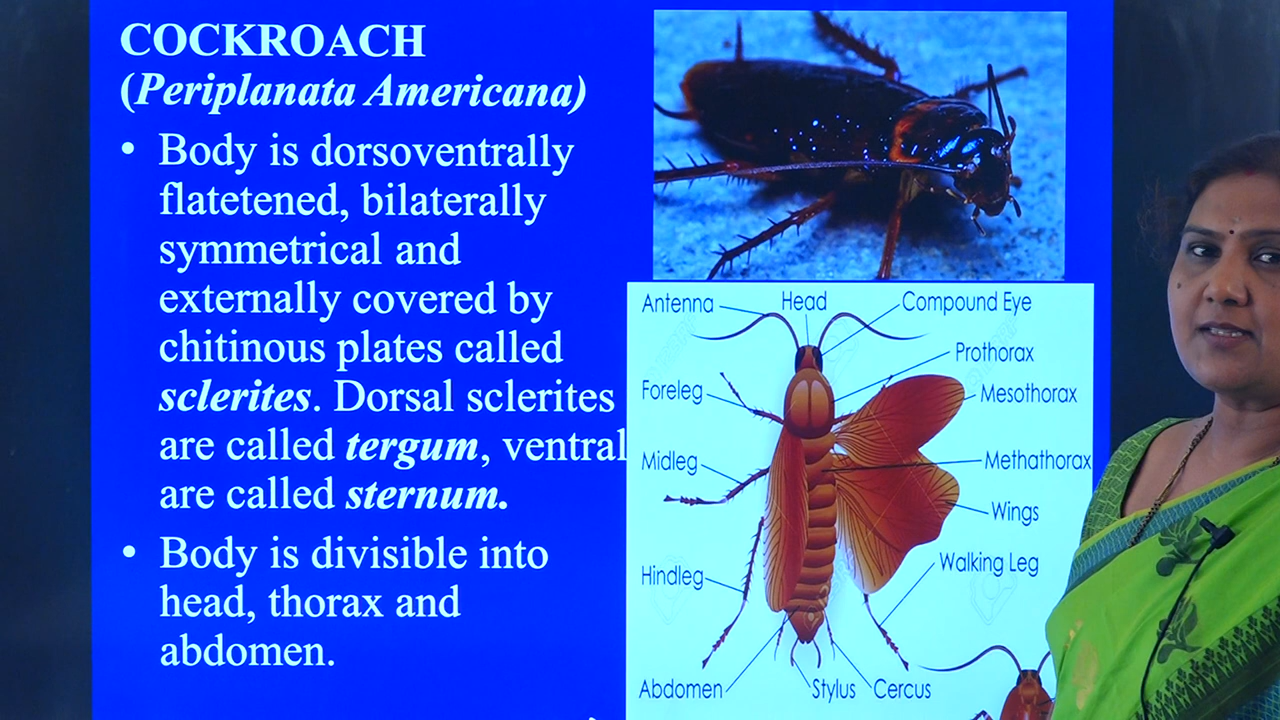 COCKROACH
(Periplanata Americana)
• Body is dorsoventrally
flatetened, bilaterally
symmetrical and
externally covered by
chitinous plates called
sclerites. Dorsal sclerites
are called tergum, ventral
are called sternum.
• Body is divisible into
head, thorax and
abdomen.
Antenna
Head
Compound Eye
Prothorax
Foreleg
Mesothorax
Midleg
Methathorax
Wings
Walking Leg
Hindleg
Abdomen
Stylus
Cercus